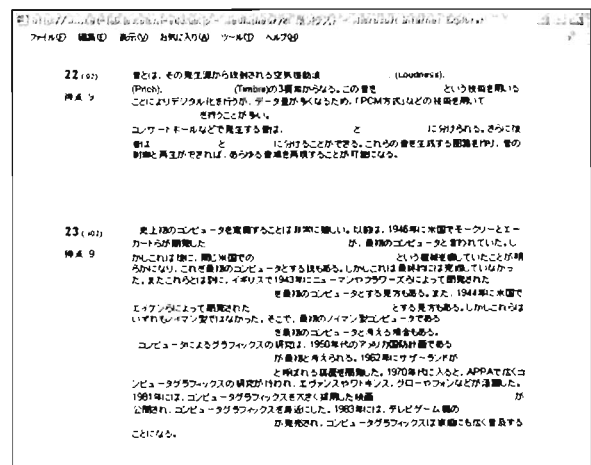 ファイル(F) 編集(E) 表示(V) お気に入り(A) ツール(T) ヘルプ(H)
22
音とは、その発生源から放射される空気振動波 (Loudness),
得点 9
(Pitch), (Timbre)の3要素からなる。この音を という技術を用いる
ことによりデジタル化を行うが、データ量が多くなるため、「PCM方式」などの技術を用いて
を行うことが多い。
コンサートホールなどで発生する音は、 と に分けられる。さらに
音は と に分けることができる。これらの音を生成する を作り、音の
制御と再生ができれば、あらゆる音場を再現することが可能になる。
23
史上初のコンピュータを定義することは非常に難しい。以前は、1946年に米国でモークリーとエー
得点 9
カートらが開発した が、最初のコンピュータと言われていた。し
かしこれは後に、同じ米国での という機械を していたことが明
らかになり、これを最初のコンピュータとする説もある。しかしこれは最終的には完成していなかっ
た。またこれらとは別に、イギリスで1943年にニューマンやフラワーズらによって開発された
を最初のコンピュータとする見方もある。また、1944年に米国で
エイケンらによって開発された とする見方もある。しかしこれらは
いずれもノイマン型ではなかった。そこで、最初のノイマン型コンピュータである
を最初のコンピュータと考える場合もある。
コンピュータによるグラフィックスの研究は、1950年代のアメリカ国防計画である
が最初と考えられる。1962年にサザーランドが
と呼ばれる装置を開発した。1970年代に入ると、APPAで広くコ
ンピュータグラフィックスの研究が行われ、エヴァンスやワトキンス、グローやフォンなどが活躍した。
1981年には、コンピュータグラフィックスを大きく採用した映画 が
公開され、コンピュータグラフィックスを身近にした。1983年には、テレビゲーム機の
が発売され、コンピュータグラフィックスは家庭にも広く普及する
ことになる。